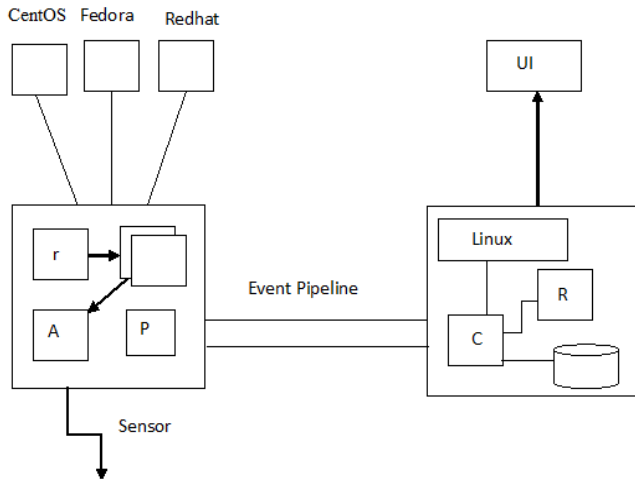 CentOS
Fedora
Redhat
UI
r
Linux
Event Pipeline
R
A
P
C
Sensor